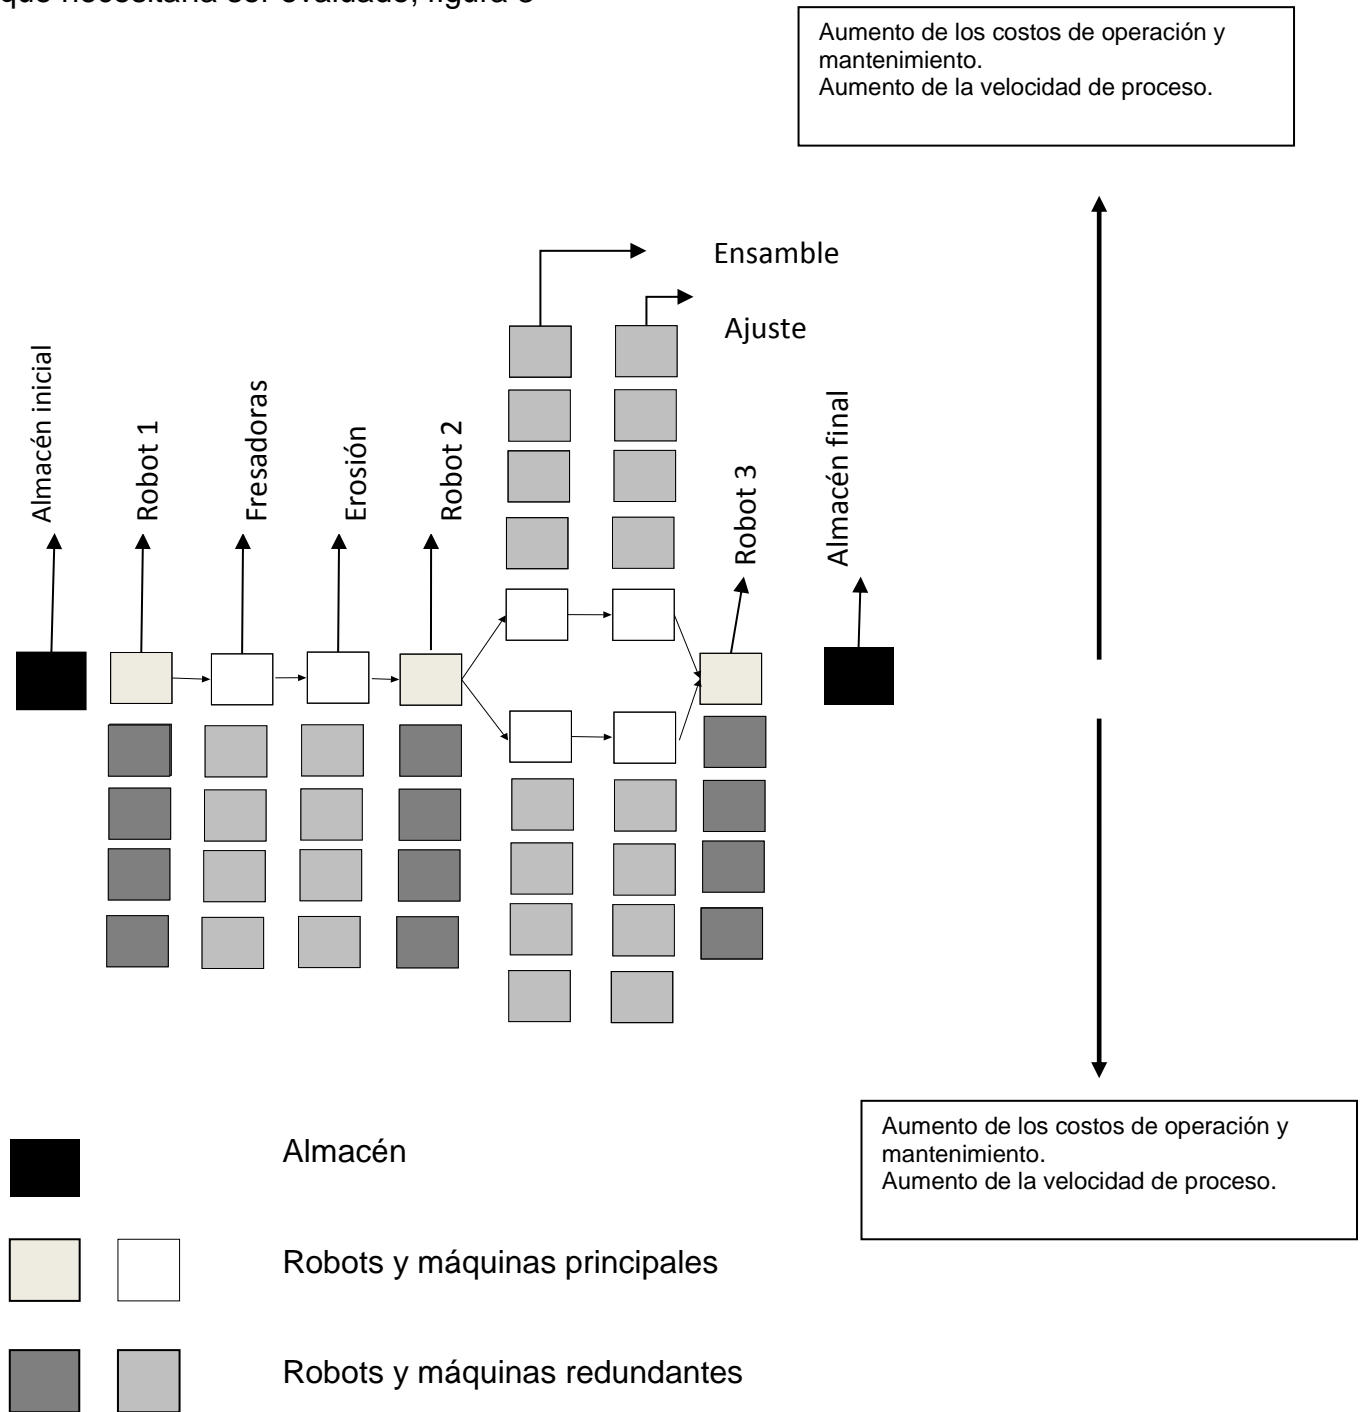 que necesitaría ser evaluado, figura
Aumento de los costos de operación y
mantenimiento.
Aumento de la velocidad de proceso.
Ensamble
Ajuste
Almacén inicial
Robot 1
Fresadoras
Erosión
Robot 2
Robot 3
Almacén final
Aumento de los costos de operación y
mantenimiento.
Aumento de la velocidad de proceso.
Almacén
Robots y máquinas principales
Robots y máquinas redundantes